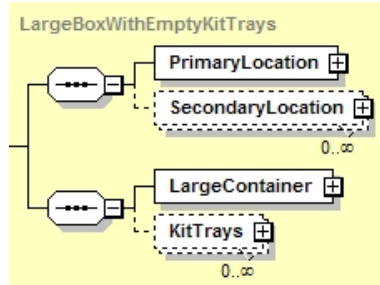 LargeBoxWithEmptyKitTrays
PrimaryLocation
SecondaryLocation
0..∞
LargeContainer
KitTrays
0..∞